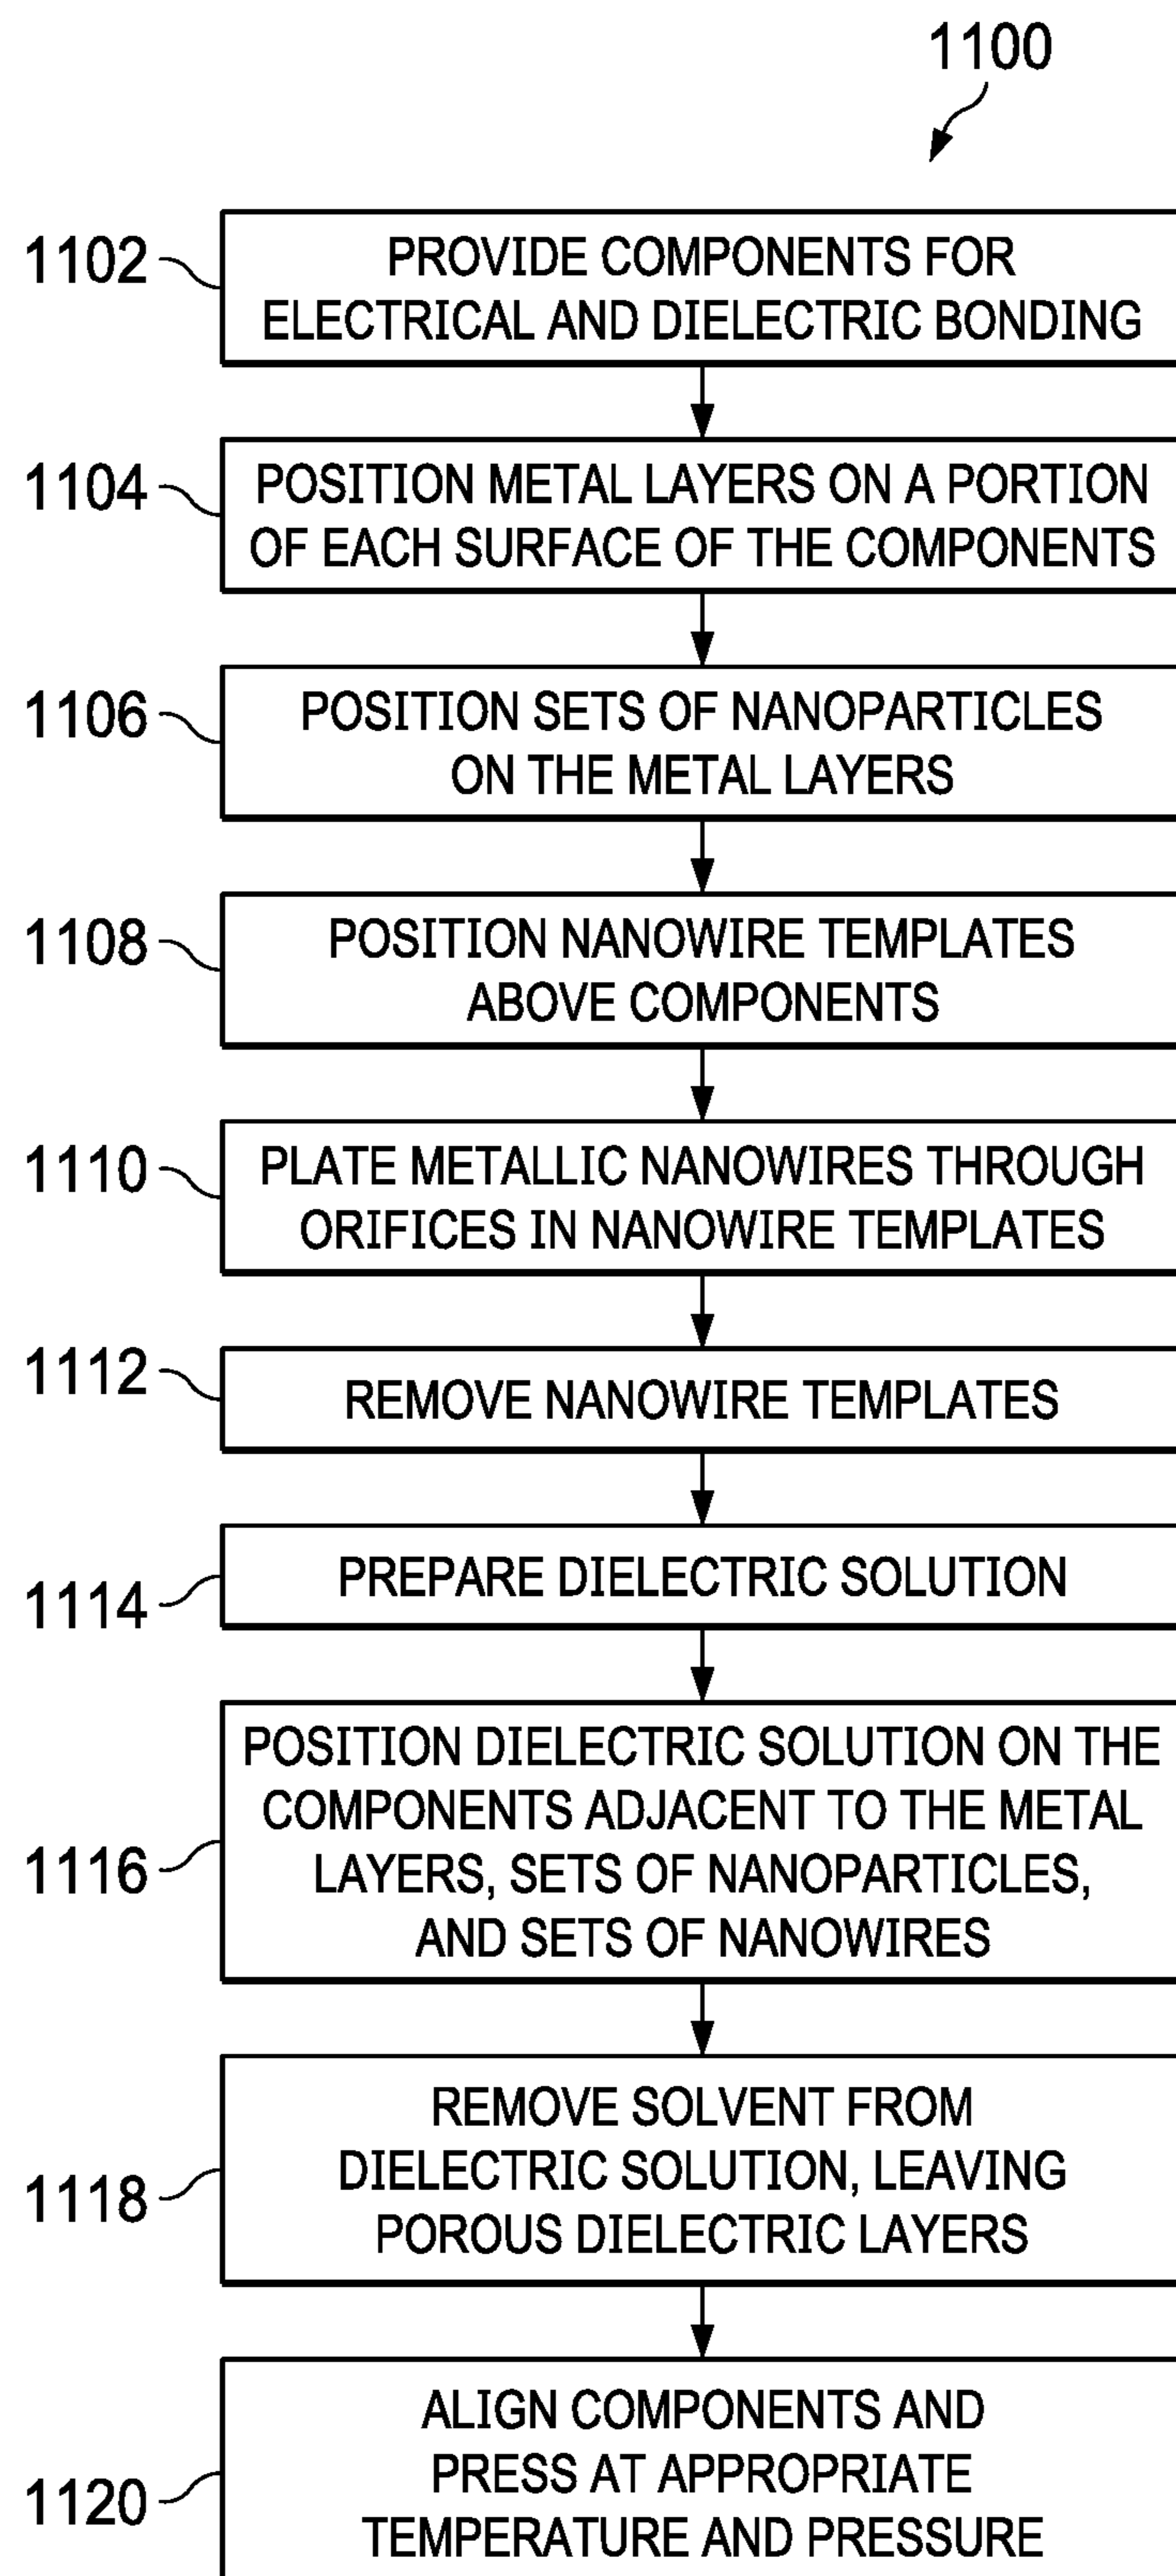 1100
1102
PROVIDE COMPONENTS FOR
ELECTRICAL AND DIELECTRIC BONDING
1104
POSITION METAL LAYERS ON A PORTION
OF EACH SURFACE OF THE COMPONENTS
1106
POSITION SETS OF NANOPARTICLES
ON THE METAL LAYERS
1108
POSITION NANOWIRE TEMPLATES
ABOVE COMPONENTS
1110
PLATE METALLIC NANOWIRES THROUGH
ORIFICES IN NANOWIRE TEMPLATES
1112
REMOVE NANOWIRE TEMPLATES
1114
PREPARE DIELECTRIC SOLUTION
1116
POSITION DIELECTRIC SOLUTION ON THE
COMPONENTS ADJACENT TO THE METAL
LAYERS, SETS OF NANOPARTICLES,
AND SETS OF NANOWIRES
1118
REMOVE SOLVENT FROM
DIELECTRIC SOLUTION, LEAVING
POROUS DIELECTRIC LAYERS
1120
ALIGN COMPONENTS AND
PRESS AT APPROPRIATE
TEMPERATURE AND PRESSURE